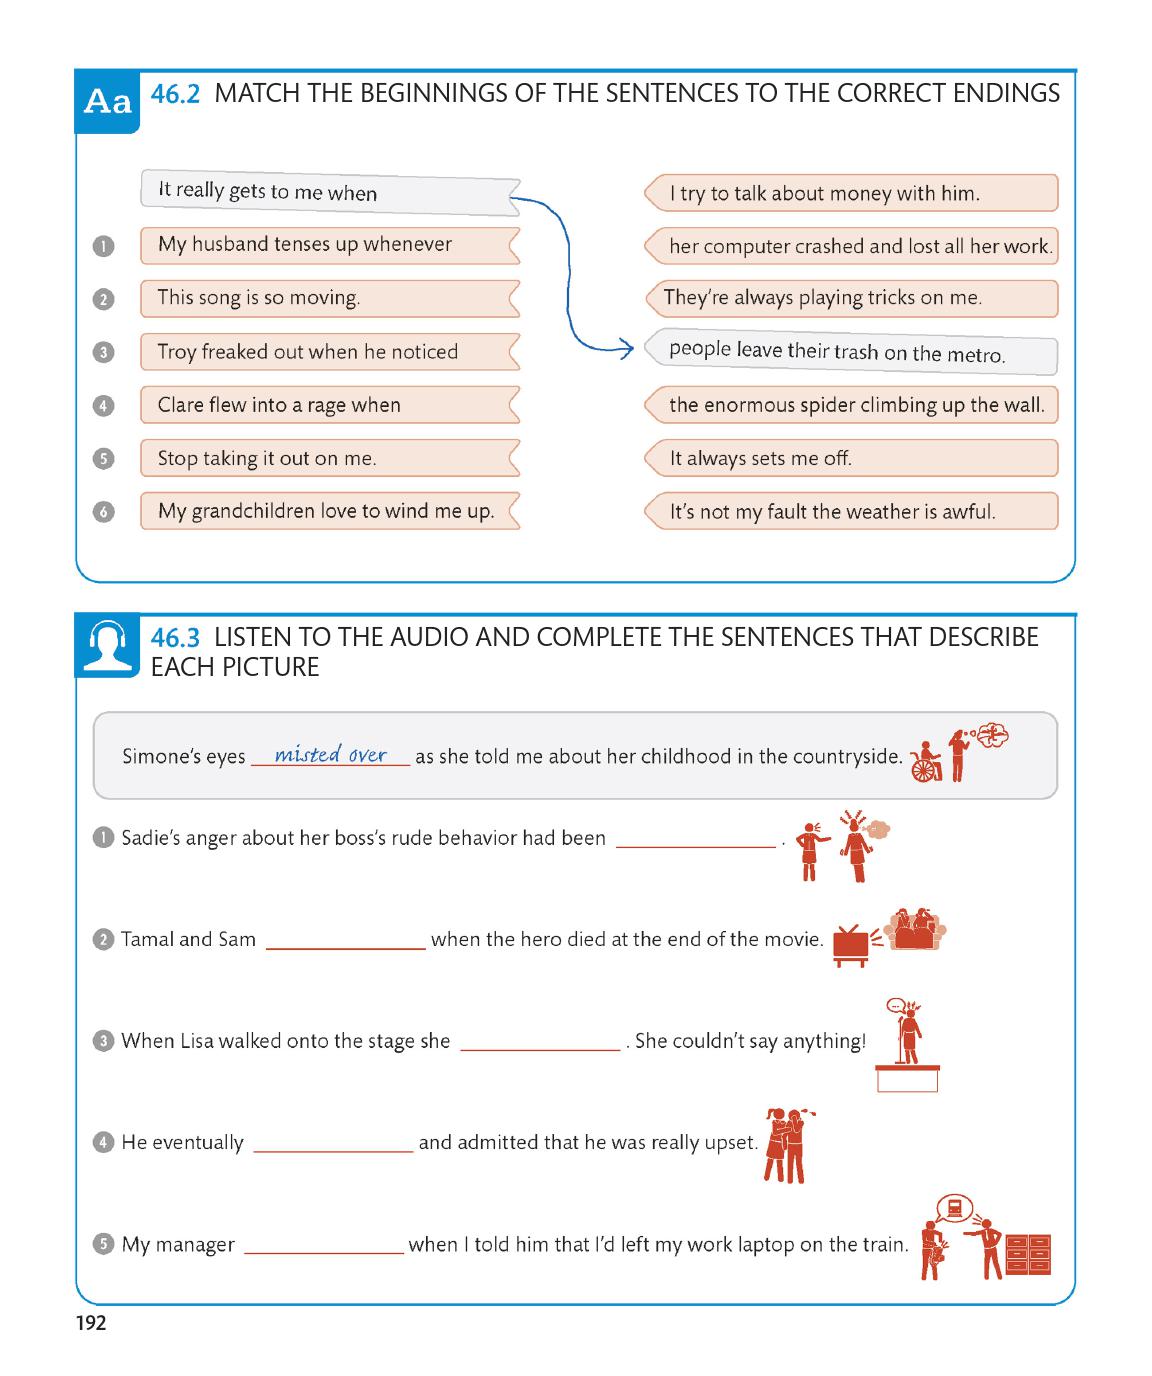 Aa 46.2 MATCH THE BEGINNINGS OF THE SENTENCES TO THE CORRECT ENDINGS
It really gets to me when
I try to talk about money with him.
1 My husband tenses up whenever
her computer crashed and lost all her work.
2 This song is so moving.
They're always playing tricks on me.
3 Troy freaked out when he noticed
people leave their trash on the metro.
4 Clare flew into a rage when
the enormous spider climbing up the wall.
5 Stop taking it out on me.
It always sets me off.
6 My grandchildren love to wind me up.
It's not my fault the weather is awful.
46.3 LISTEN TO THE AUDIO AND COMPLETE THE SENTENCES THAT DESCRIBE
EACH PICTURE
Simone's eyes misted over as she told me about her childhood in the countryside.
1 Sadie's anger about her boss's rude behavior had been ______________ .
2 Tamal and Sam ______________ when the hero died at the end of the movie.
3 When Lisa walked onto the stage she ______________ . She couldn't say anything!
4 He eventually ______________ and admitted that he was really upset.
5 My manager ______________ when I told him that I'd left my work laptop on the train.
192